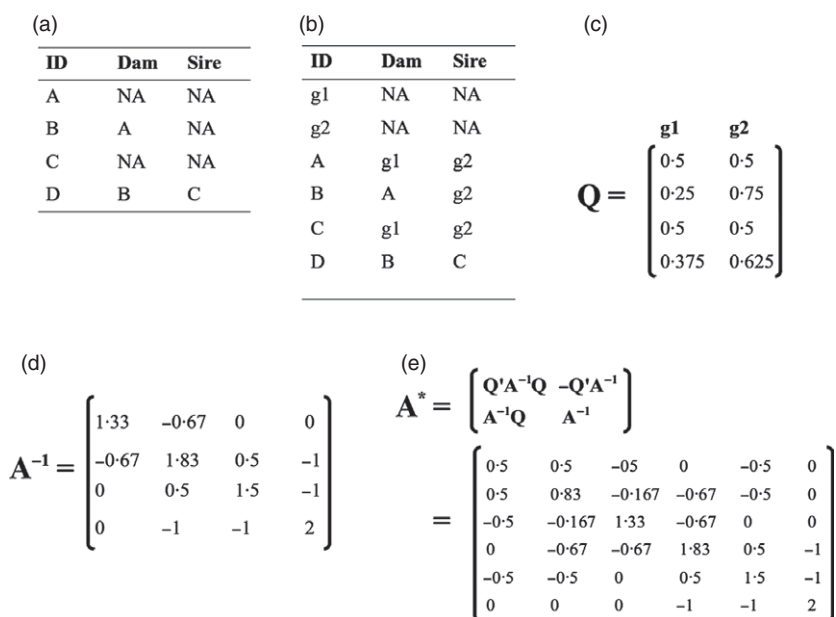 (a)
ID Dam Sire
A NA NA
B A NA
C NA NA
D B C
(b)
ID Dam Sire
g1 NA NA
g2 NA NA
A g1 g2
B A g2
C g1 g2
D B C
(c)
g1 g2
Q =
0·5 0·5
0·25 0·75
0·5 0·5
0·375 0·625
(d)
A⁻¹ =
1·33 −0·67 0 0
−0·67 1·83 0·5 −1
0 0·5 1·5 −1
0 −1 −1 2
(e)
A* =
Q'A⁻¹Q −Q'A⁻¹
A⁻¹Q A⁻¹
=
0·5 0·5 −05 0 −0·5 0
0·5 0·83 −0·167 −0·67 −0·5 0
−0·5 −0·167 1·33 −0·67 0 0
0 −0·67 −0·67 1·83 0·5 −1
−0·5 −0·5 0 0·5 1·5 −1
0 0 0 −1 −1 2